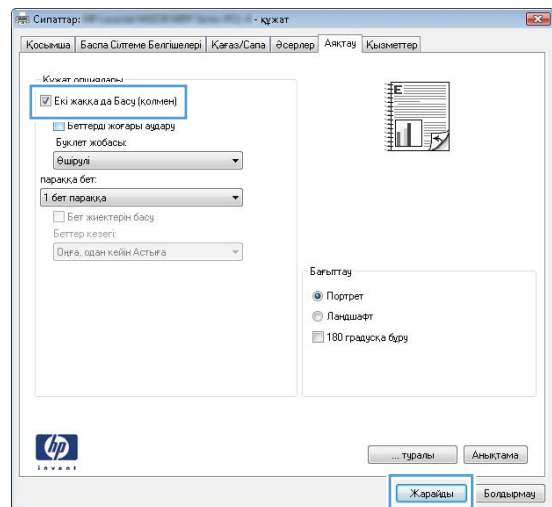 Сипаттар: - құжат
Қосымша Баспа Сілтеме Белгішелері Қағаз/Сапа Әсерлер Аяқтау Қызметтер
Құжат опциялары
Екі жаққа да Басу (қолмен)
Беттерді жоғары аудару
Буклет жобасы:
Өшірулі
параққа бет:
1 бет параққа
Бет жиектерін басу
Беттер кезегі:
Оңға, одан кейін Астыға
Бағыттау
Портрет
Ландшафт
180 градусқа бұру
hp
invent
... туралы Анықтама
Жарайды Болдырмау